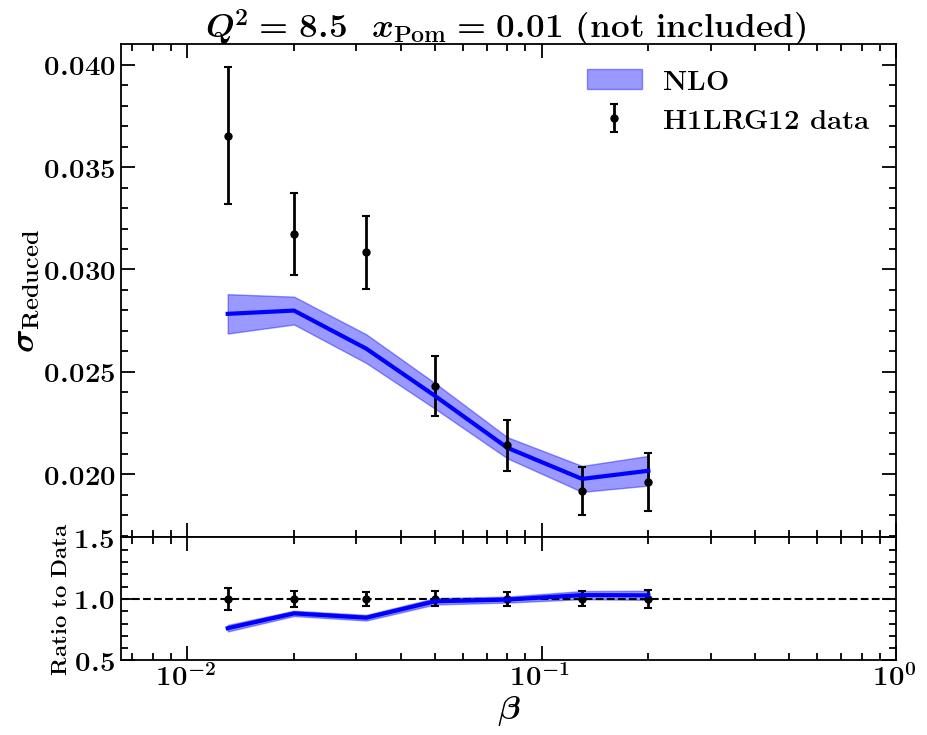 Q² = 8.5 x_Pom = 0.01 (not included)
NLO
H1LRG12 data
σ_Reduced
0.040
0.035
0.030
0.025
0.020
Ratio to Data
1.5
1.0
0.5
10⁻² 10⁻¹ 10⁰
β